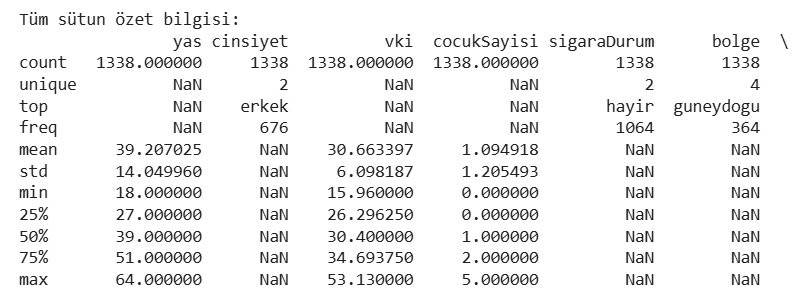 Tüm sütun özet bilgisi:
yas cinsiyet vki cocukSayisi sigaraDurum bolge \
count 1338.000000 1338 1338.000000 1338.000000 1338 1338
unique NaN 2 NaN NaN 2 4
top NaN erkek NaN NaN hayir guneydogu
freq NaN 676 NaN NaN 1064 364
mean 39.207025 NaN 30.663397 1.094918 NaN NaN
std 14.049960 NaN 6.098187 1.205493 NaN NaN
min 18.000000 NaN 15.960000 0.000000 NaN NaN
25% 27.000000 NaN 26.296250 0.000000 NaN NaN
50% 39.000000 NaN 30.400000 1.000000 NaN NaN
75% 51.000000 NaN 34.693750 2.000000 NaN NaN
max 64.000000 NaN 53.130000 5.000000 NaN NaN